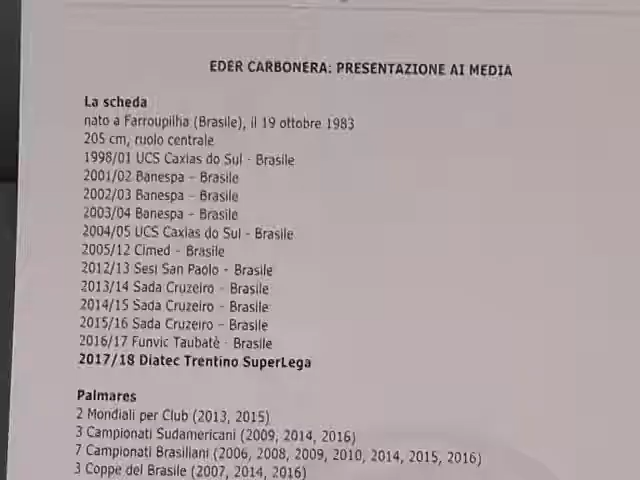 EDER CARBONERA: PRESENTAZIONE AI MEDIA
La scheda
nato a Farroupilha (Brasile), il 19 ottobre 1983
205 cm, ruolo centrale
1998/01 UCS Caxias do Sul - Brasile
2001/02 Banespa - Brasile
2002/03 Banespa - Brasile
2003/04 Banespa - Brasile
2004/05 UCS Caxias do Sul - Brasile
2005/12 Cimed - Brasile
2012/13 Sesi San Paolo - Brasile
2013/14 Sada Cruzeiro - Brasile
2014/15 Sada Cruzeiro - Brasile
2015/16 Sada Cruzeiro - Brasile
2016/17 Funvic Taubatè - Brasile
2017/18 Diatec Trentino SuperLega
Palmares
2 Mondiali per Club (2013, 2015)
3 Campionati Sudamericani (2009, 2014, 2016)
7 Campionati Brasiliani (2006, 2008, 2009, 2010, 2014, 2015, 2016)
3 Coppe del Brasile (2007, 2014, 2016)